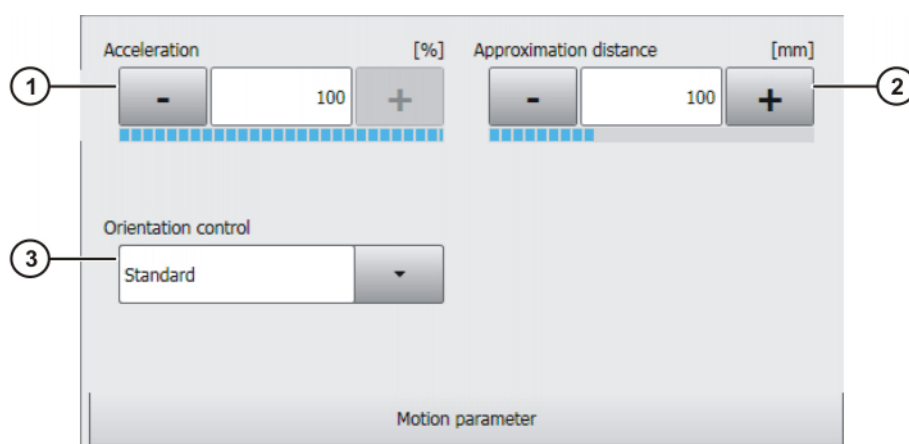 Acceleration [%] Approximation distance [mm]
1 - 100 + - 100 + 2
Orientation control
3 Standard
Motion parameter